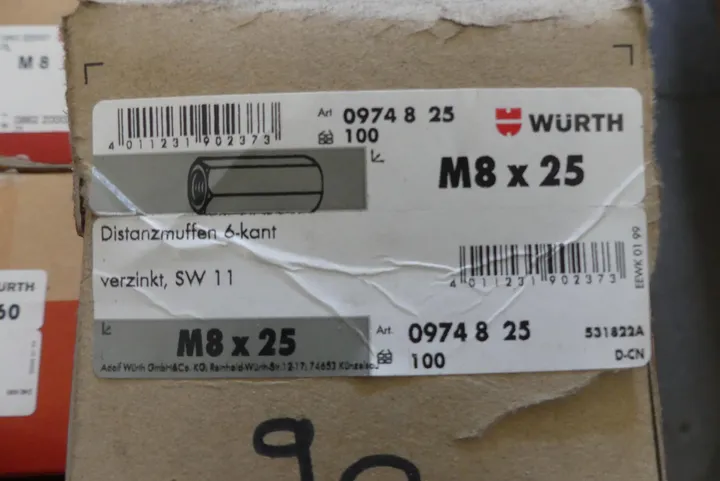 M 8
Art 0974 8 25
100
WÜRTH
4 011231 902373
M8 x 25
Distanzmuffen 6-kant
verzinkt, SW 11
4 011231 902373
EEWK 01 99
M8 x 25
Art. 0974 8 25
100
531822A
D-CN
Adolf Würth GmbH&Co. KG; Reinhold-Würth-Str.12-17; 74653 Künzelsau
ÜRTH
60